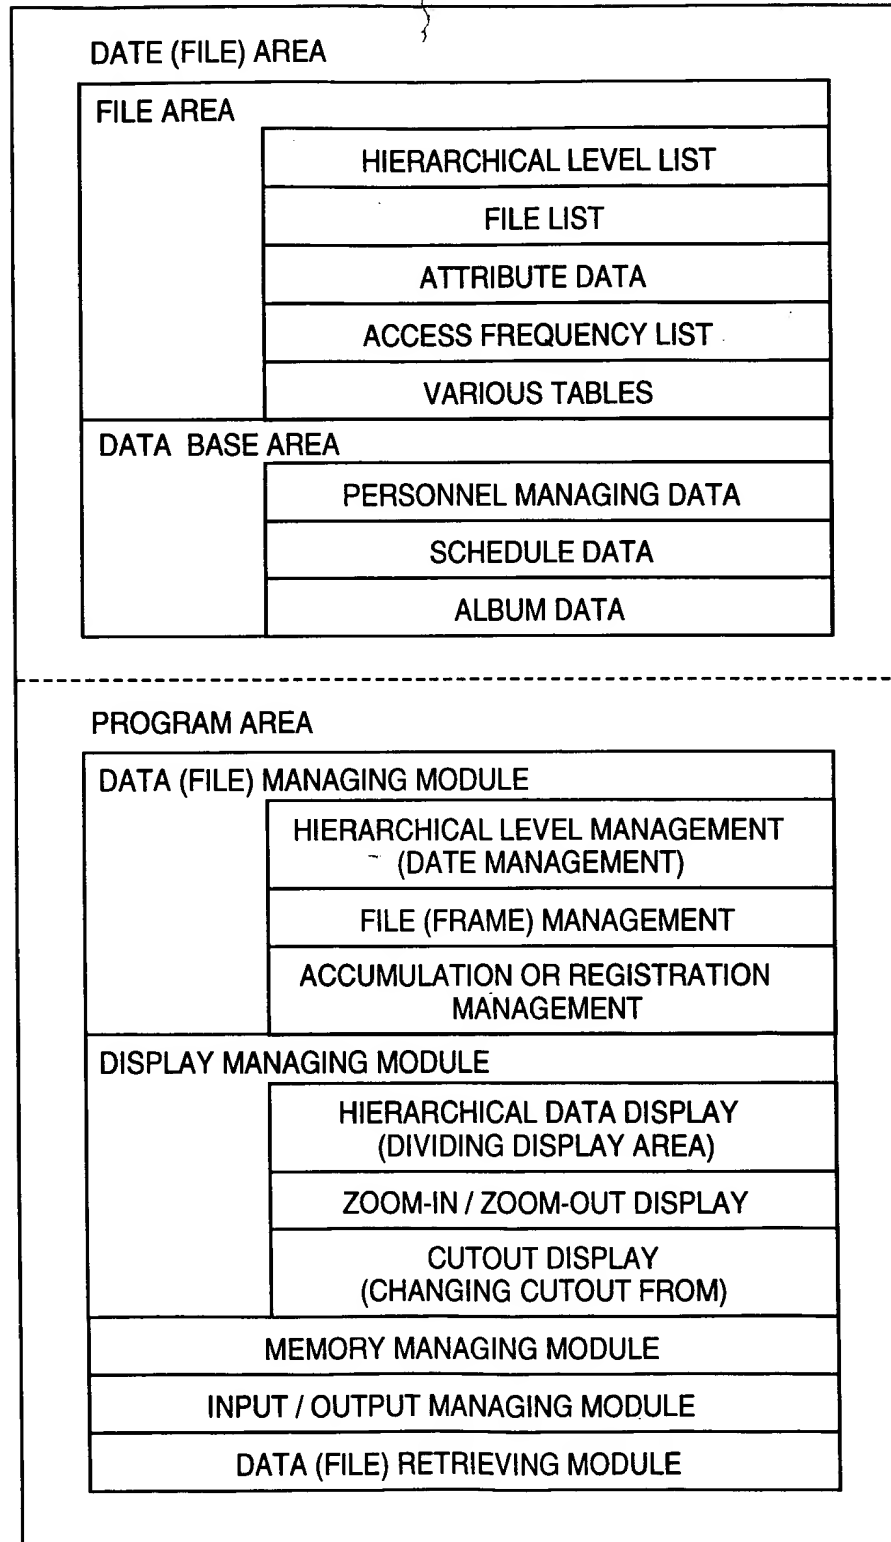 DATE (FILE) AREA
FILE AREA
HIERARCHICAL LEVEL LIST
FILE LIST
ATTRIBUTE DATA
ACCESS FREQUENCY LIST
VARIOUS TABLES
DATA BASE AREA
PERSONNEL MANAGING DATA
SCHEDULE DATA
ALBUM DATA
PROGRAM AREA
DATA (FILE) MANAGING MODULE
HIERARCHICAL LEVEL MANAGEMENT
(DATE MANAGEMENT)
FILE (FRAME) MANAGEMENT
ACCUMULATION OR REGISTRATION
MANAGEMENT
DISPLAY MANAGING MODULE
HIERARCHICAL DATA DISPLAY
(DIVIDING DISPLAY AREA)
ZOOM-IN / ZOOM-OUT DISPLAY
CUTOUT DISPLAY
(CHANGING CUTOUT FROM)
MEMORY MANAGING MODULE
INPUT / OUTPUT MANAGING MODULE
DATA (FILE) RETRIEVING MODULE